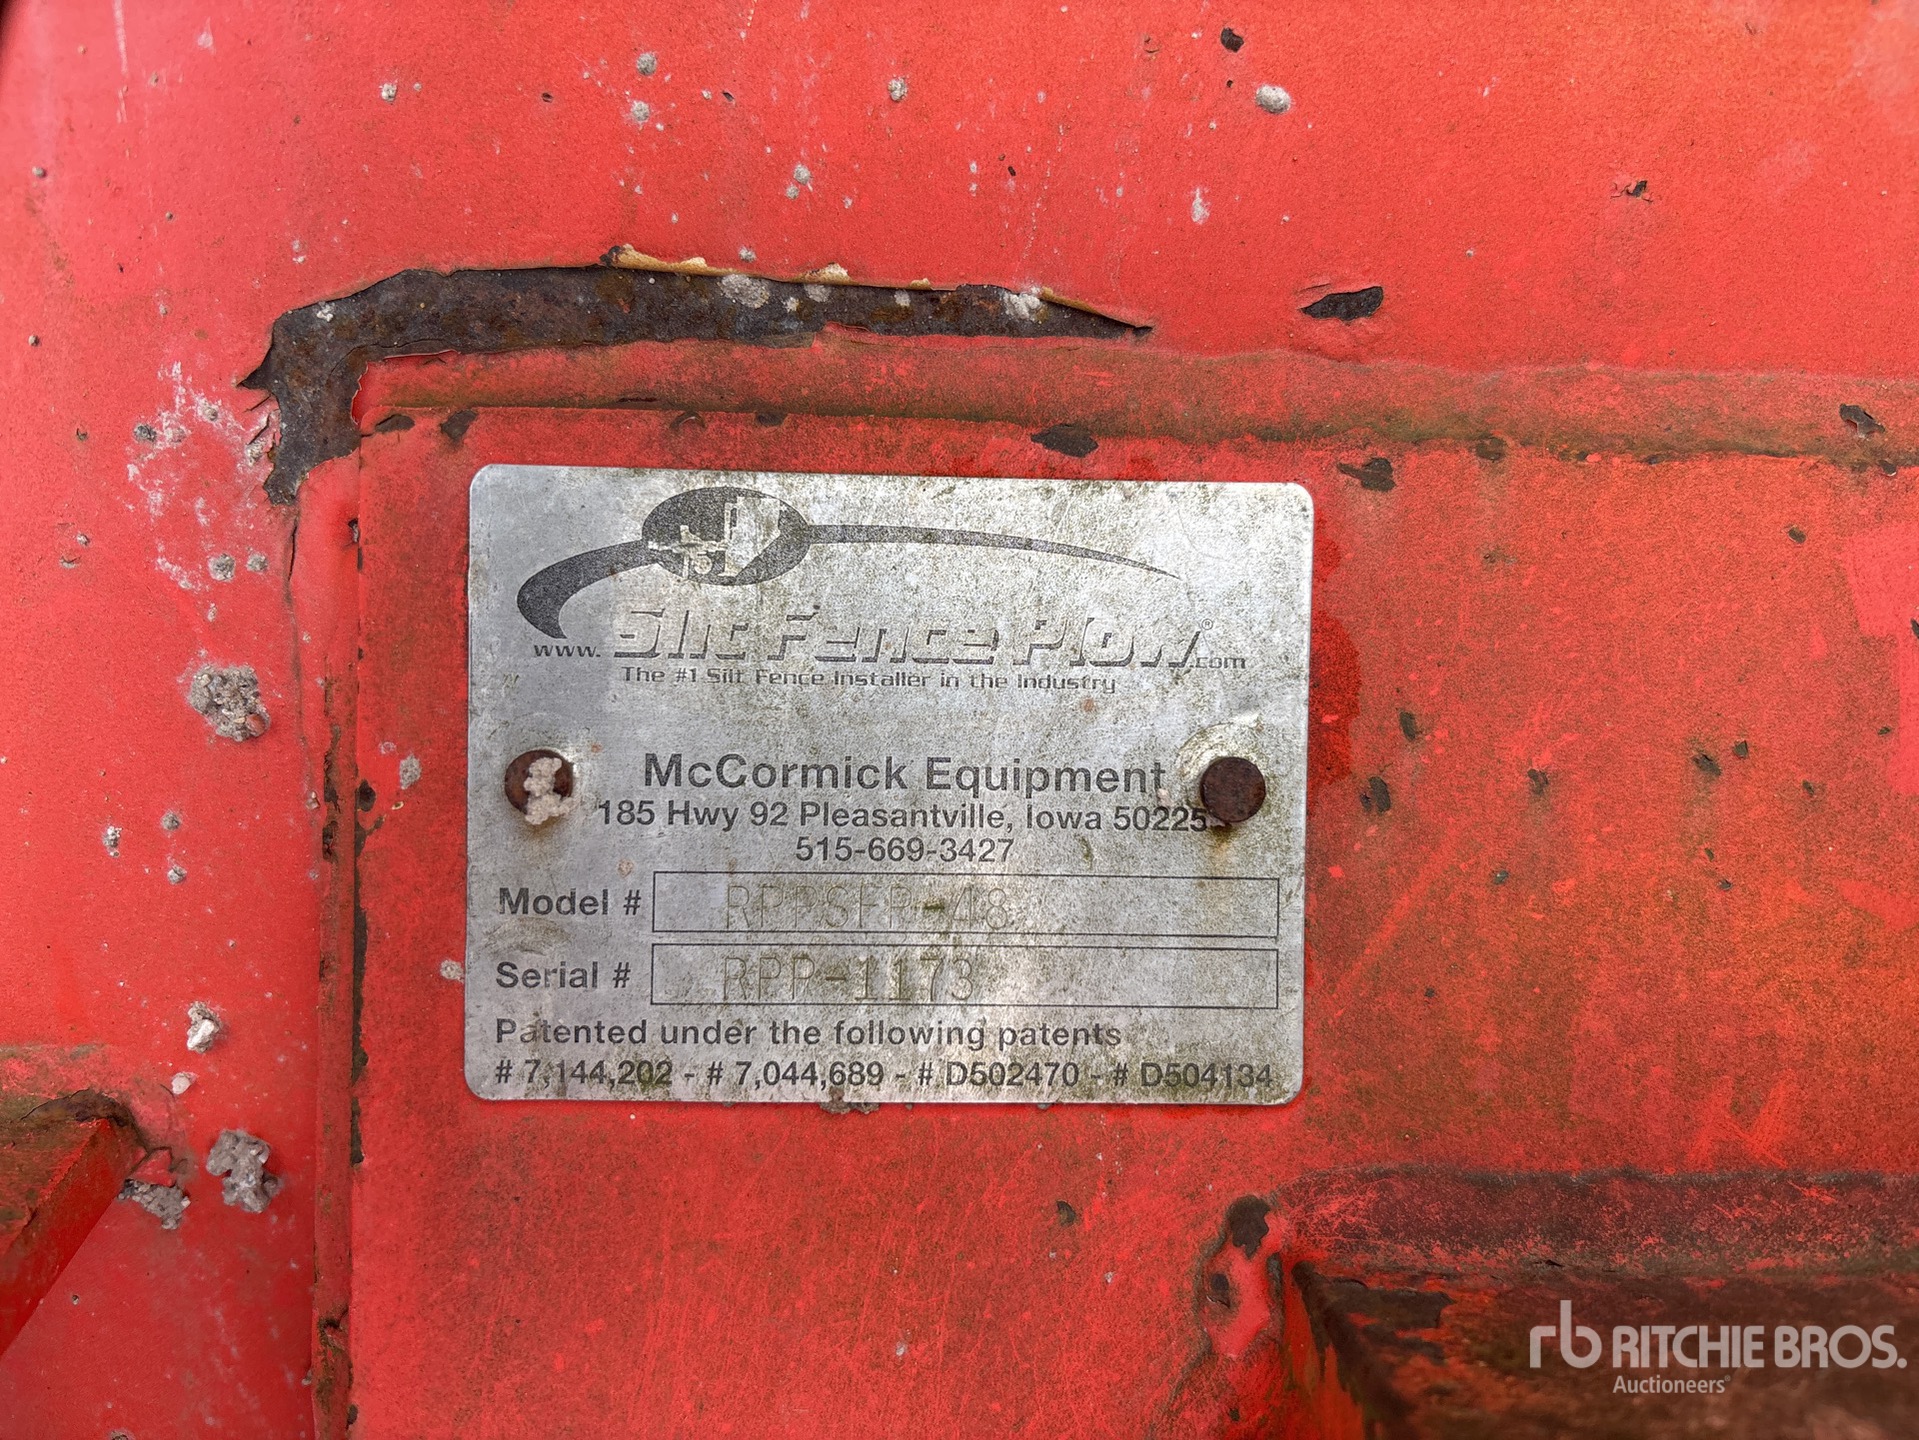 www. Silt Fence Plow®.com
The #1 Silt Fence Installer in the Industry
McCormick Equipment
185 Hwy 92 Pleasantville, Iowa 50225
515-669-3427
Model # RPPSFP-48
Serial # RPP-1173
Patented under the following patents
# 7,144,202 - # 7,044,689 - # D502470 - # D504134
rb RITCHIE BROS.
Auctioneers®